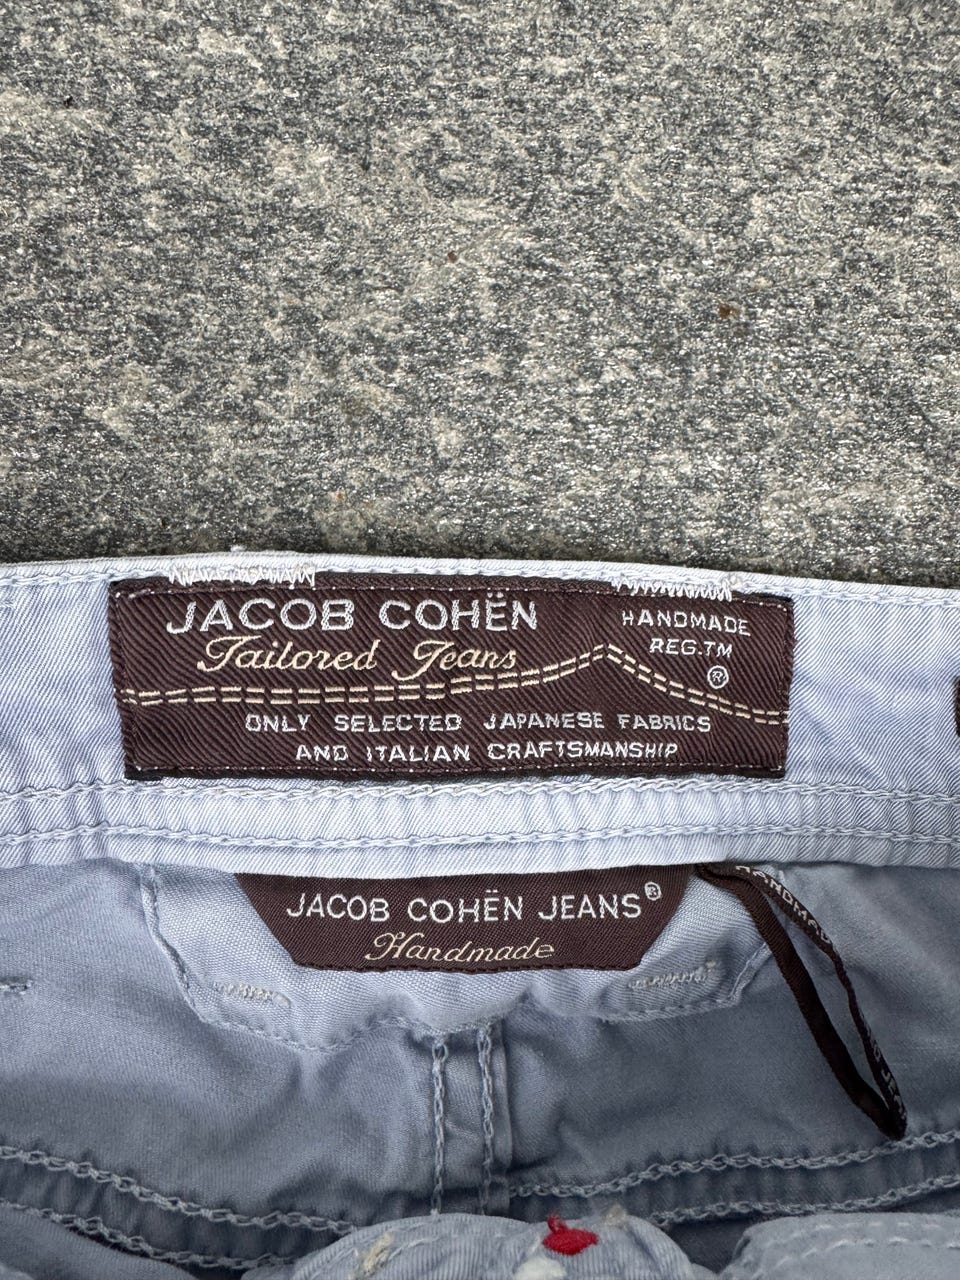 JACOB COHËN
Tailored Jeans
HANDMADE
REG.TM
®
ONLY SELECTED JAPANESE FABRICS
AND ITALIAN CRAFTSMANSHIP
JACOB COHËN JEANS®
Handmade